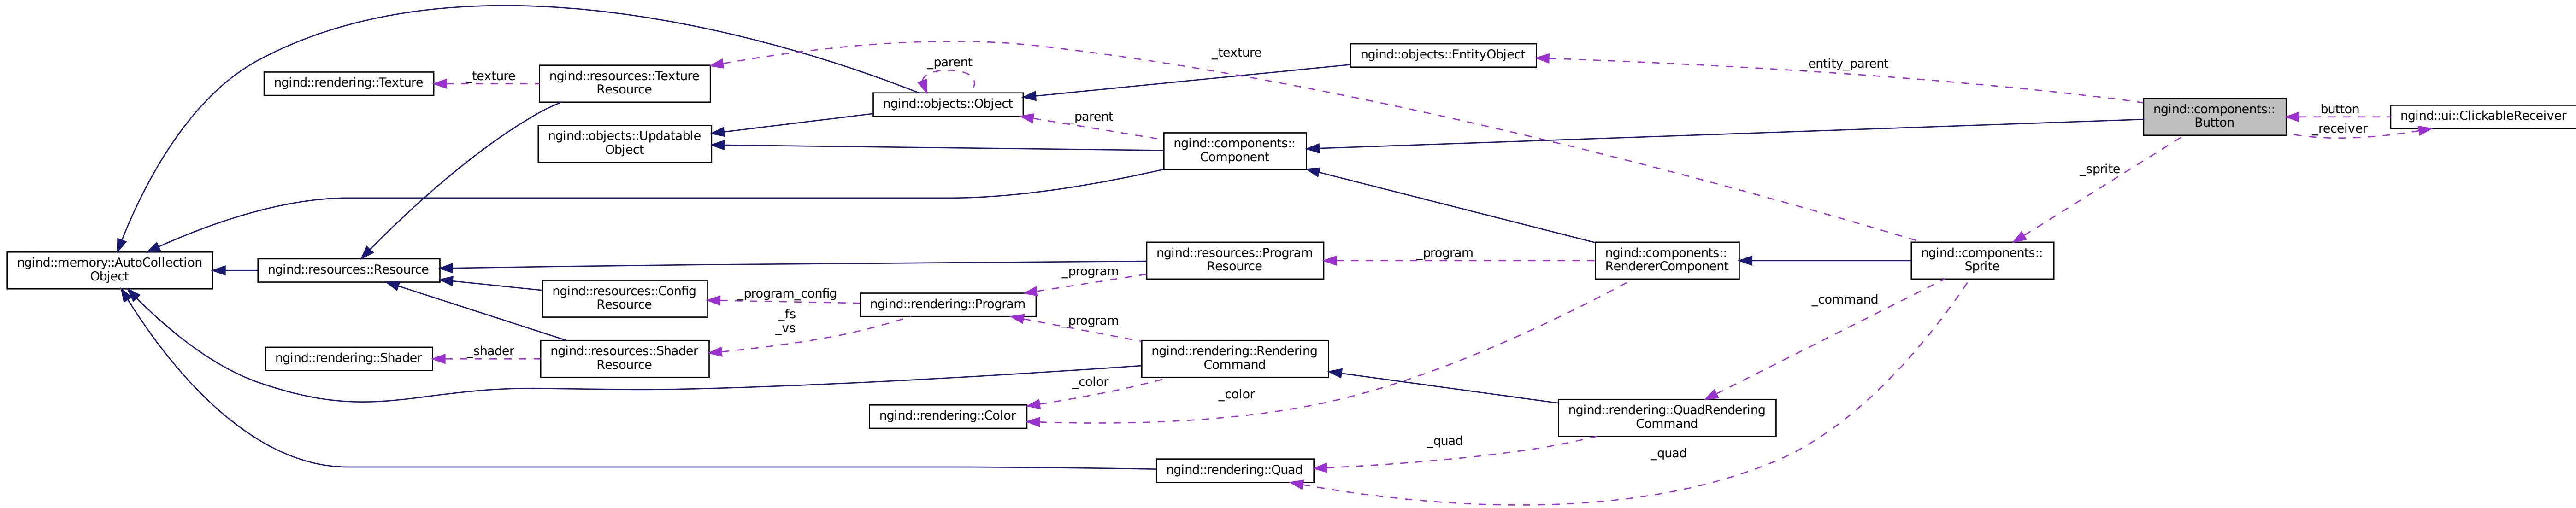 _texture
ngind::objects::EntityObject
_entity_parent
_parent
ngind::rendering::Texture
_texture
ngind::resources::Texture
Resource
ngind::objects::Object
ngind::components::
Button
button
_receiver
ngind::ui::ClickableReceiver
_parent
ngind::objects::Updatable
Object
ngind::components::
Component
_sprite
ngind::memory::AutoCollection
Object
ngind::resources::Resource
ngind::resources::Program
Resource
_program
ngind::components::
RendererComponent
ngind::components::
Sprite
_program
ngind::resources::Config
Resource
_program_config
ngind::rendering::Program
_command
_fs
_vs
_program
ngind::rendering::Shader
_shader
ngind::resources::Shader
Resource
ngind::rendering::Rendering
Command
_color
_color
ngind::rendering::Color
ngind::rendering::QuadRendering
Command
_quad
_quad
ngind::rendering::Quad